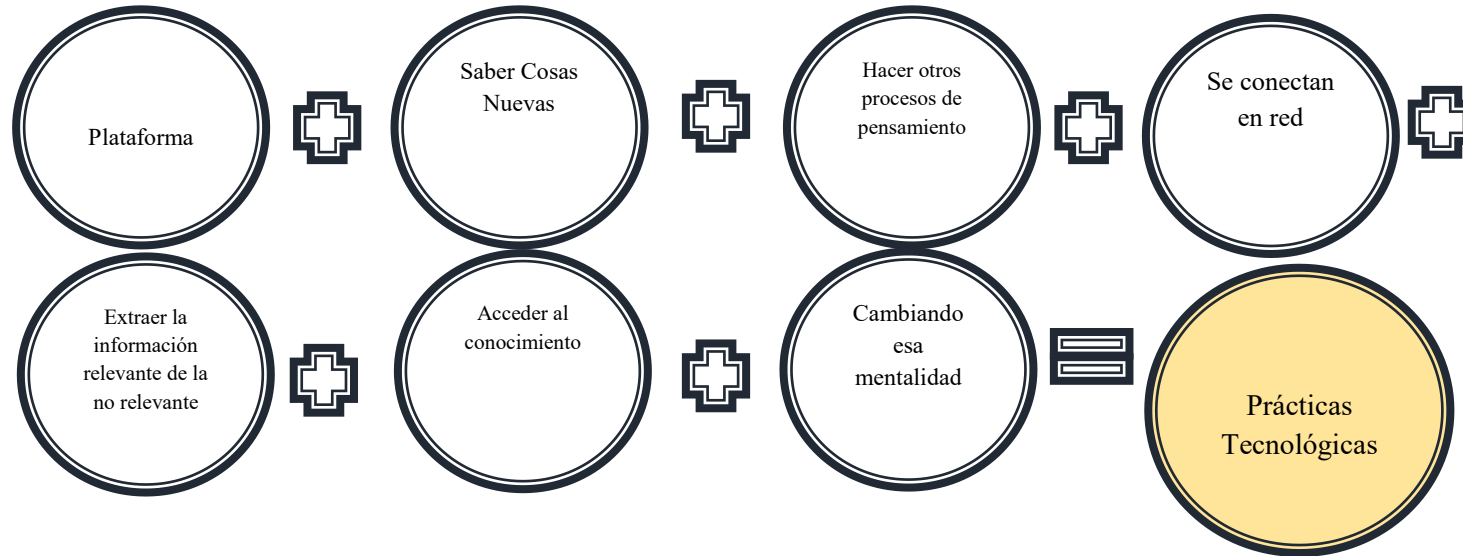 Plataforma
Saber Cosas
Nuevas
Hacer otros
procesos de
pensamiento
Se conectan
en red
Extraer la
información
relevante de la
no relevante
Acceder al
conocimiento
Cambiando
esa
mentalidad
Prácticas
Tecnológicas